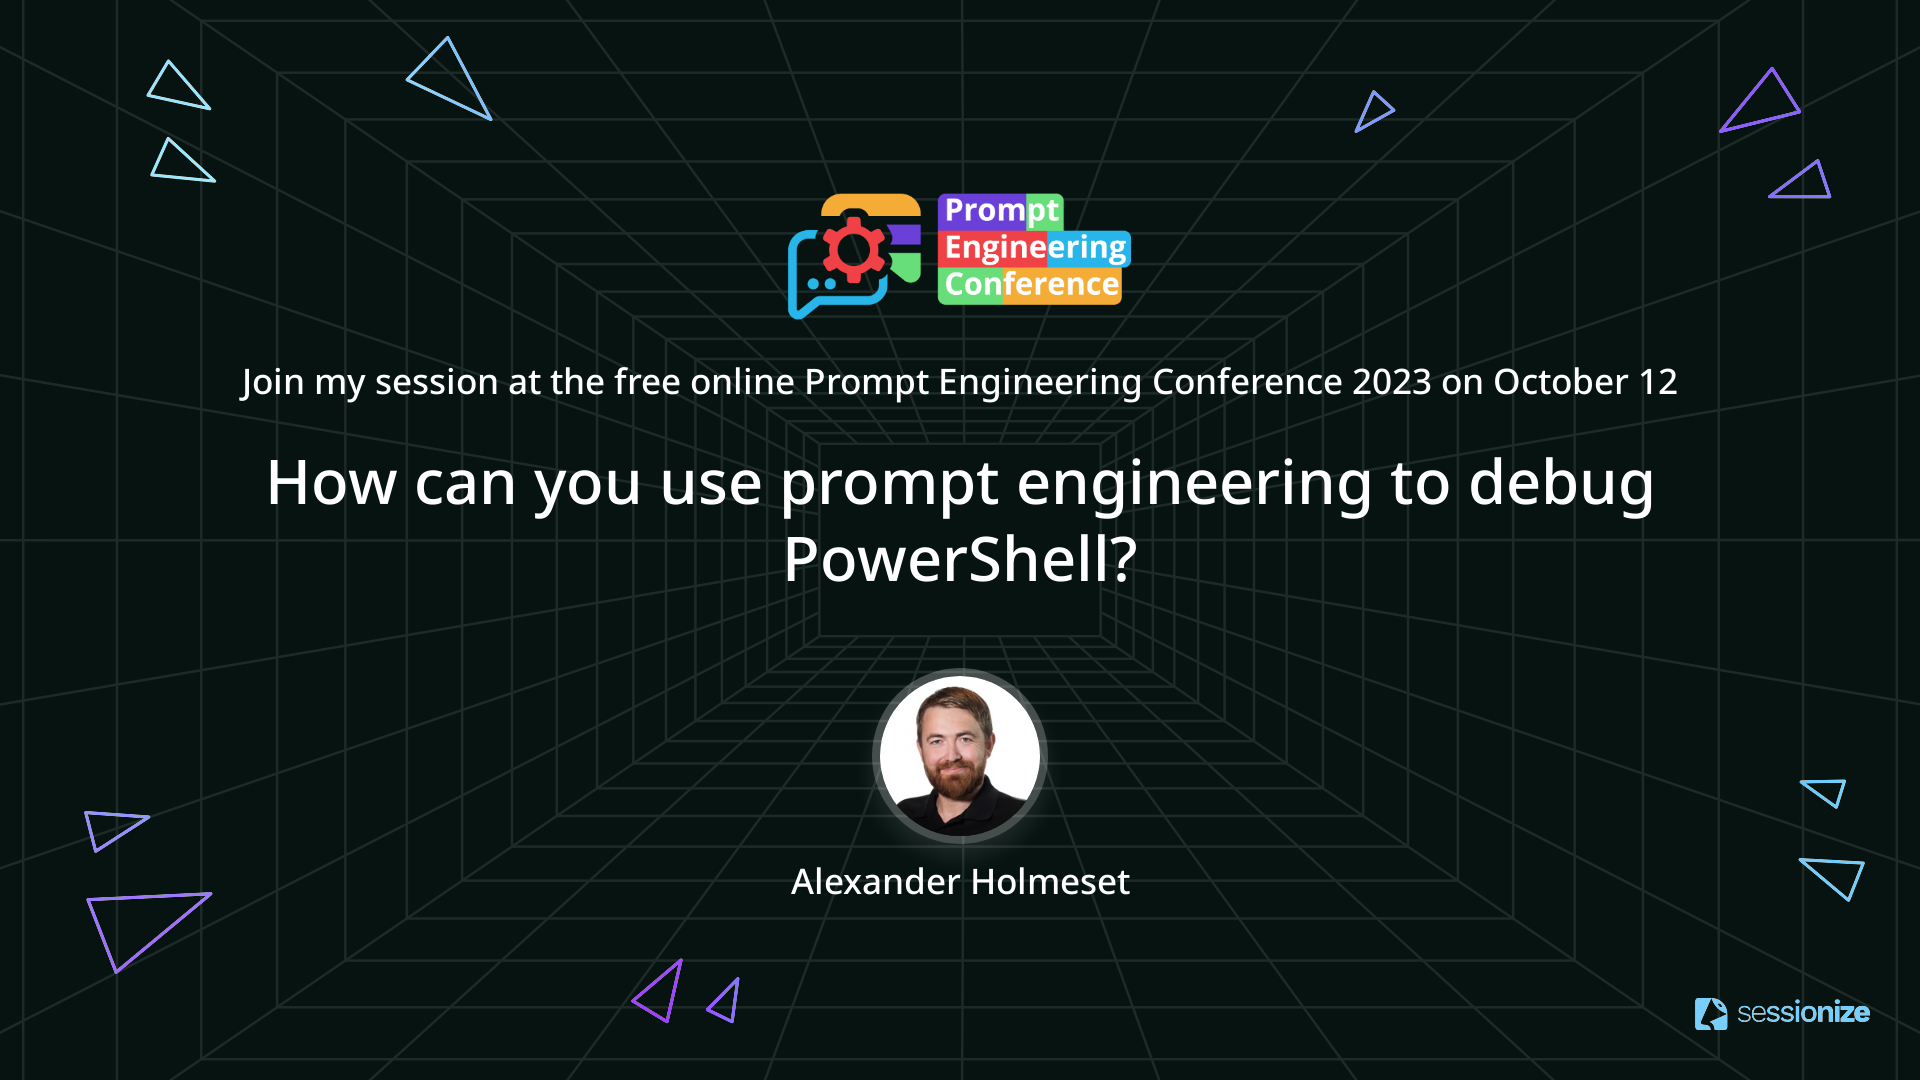 Prompt
Engineering
Conference
Join my session at the free online Prompt Engineering Conference 2023 on October 12
How can you use prompt engineering to debug
PowerShell?
Alexander Holmeset
sessionize